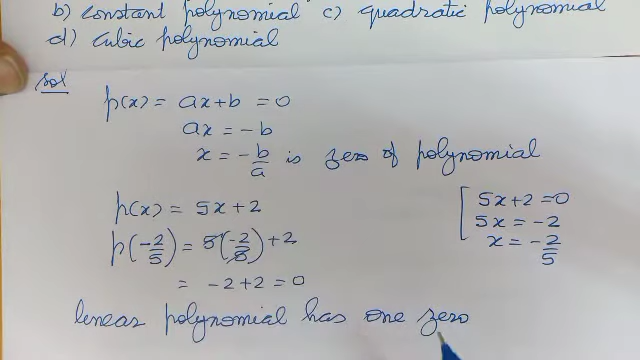 b) Constant polynomial c) quadratic polynomial
d) Cubic polynomial
Sol
p(x) = ax + b = 0
ax = -b
x = -b/a is zero of polynomial
p(x) = 5x + 2
p(-2/5) = 5(-2/5) + 2
= -2 + 2 = 0
[ 5x + 2 = 0
5x = -2
x = -2/5
linear polynomial has one zero